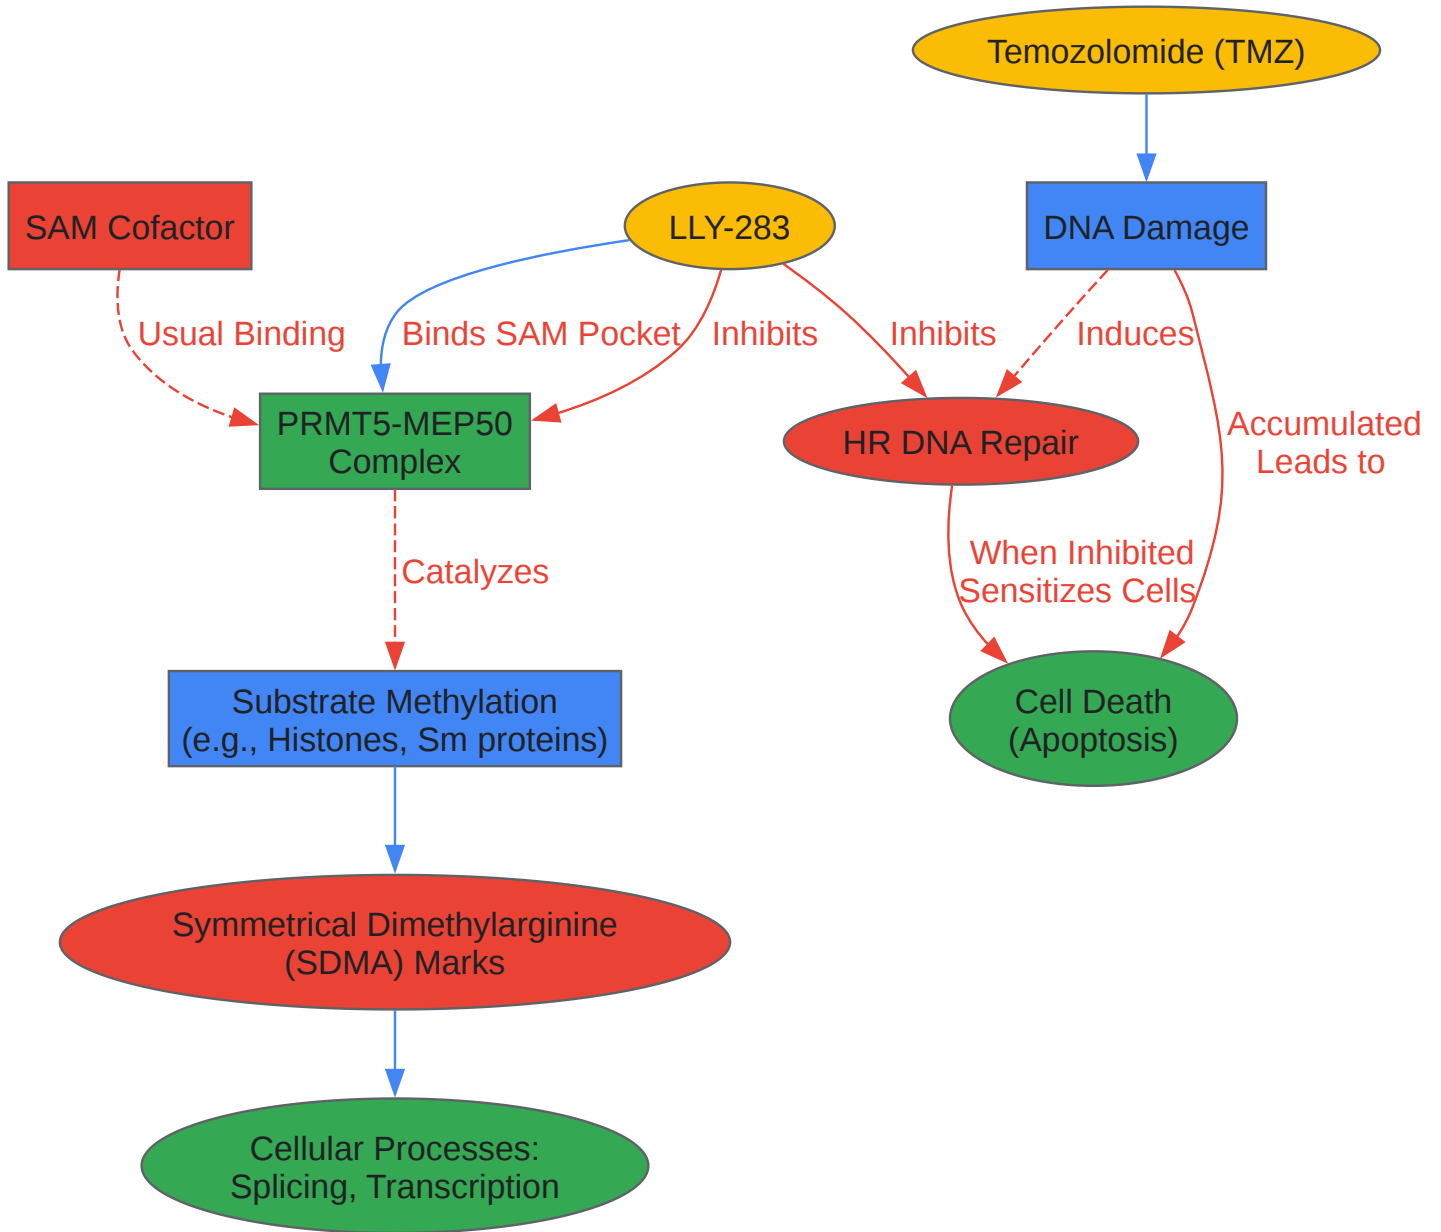 Temozolomide (TMZ)
SAM Cofactor
LLY-283
DNA Damage
Usual Binding
Binds SAM Pocket
Inhibits
Inhibits
Induces
PRMT5-MEP50
Complex
HR DNA Repair
Accumulated
Leads to
Catalyzes
When Inhibited
Sensitizes Cells
Substrate Methylation
(e.g., Histones, Sm proteins)
Cell Death
(Apoptosis)
Symmetrical Dimethylarginine
(SDMA) Marks
Cellular Processes:
Splicing, Transcription